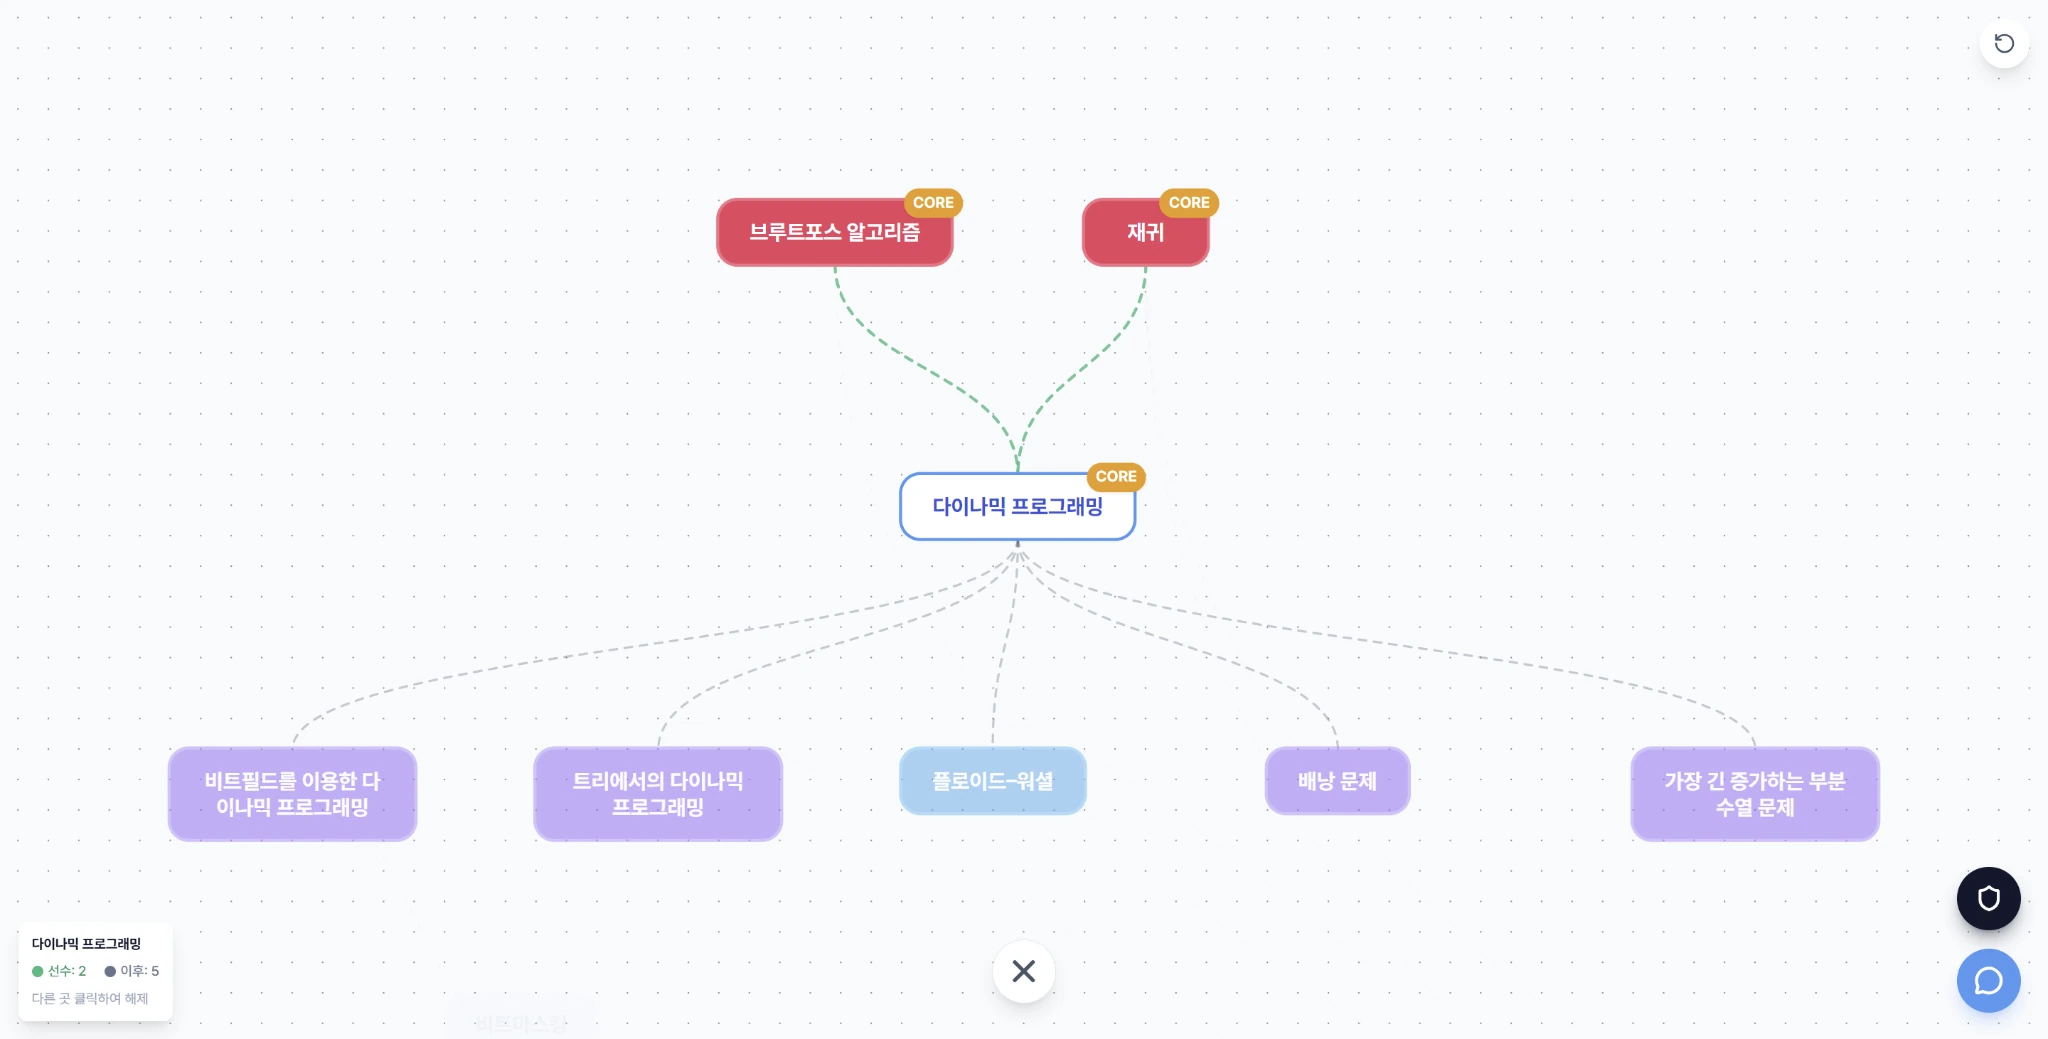 CORE
브루트포스 알고리즘
CORE
재귀
CORE
다이나믹 프로그래밍
비트필드를 이용한 다
이나믹 프로그래밍
트리에서의 다이나믹
프로그래밍
플로이드–워셜
배낭 문제
가장 긴 증가하는 부분
수열 문제
다이나믹 프로그래밍
선수: 2
이후: 5
다른 곳 클릭하여 해제
비트마스킹